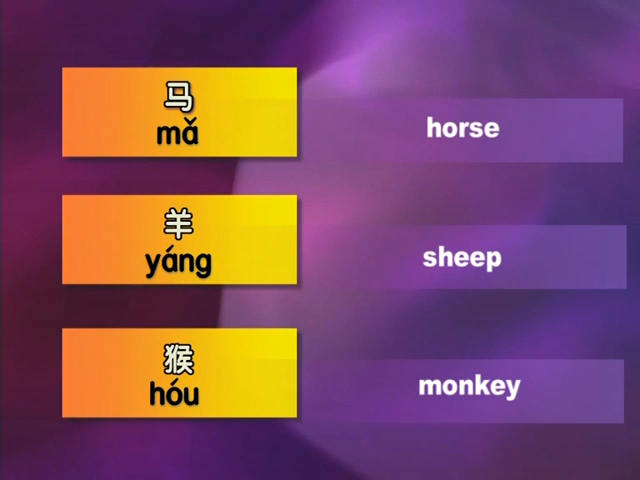 马
mǎ
horse
羊
yáng
sheep
猴
hóu
monkey